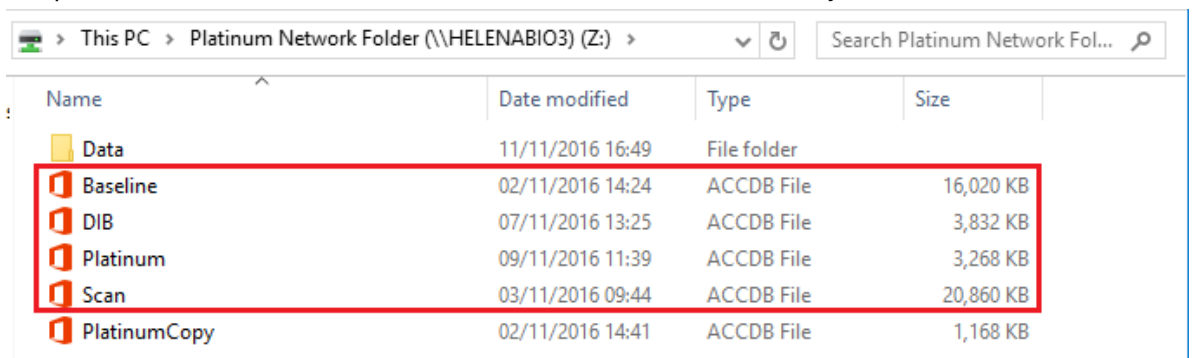 This PC > Platinum Network Folder (\\HELENABIO3) (Z:) > Search Platinum Network Fol...
Name Date modified Type Size
Data 11/11/2016 16:49 File folder
Baseline 02/11/2016 14:24 ACCDB File 16,020 KB
DIB 07/11/2016 13:25 ACCDB File 3,832 KB
Platinum 09/11/2016 11:39 ACCDB File 3,268 KB
Scan 03/11/2016 09:44 ACCDB File 20,860 KB
PlatinumCopy 02/11/2016 14:41 ACCDB File 1,168 KB